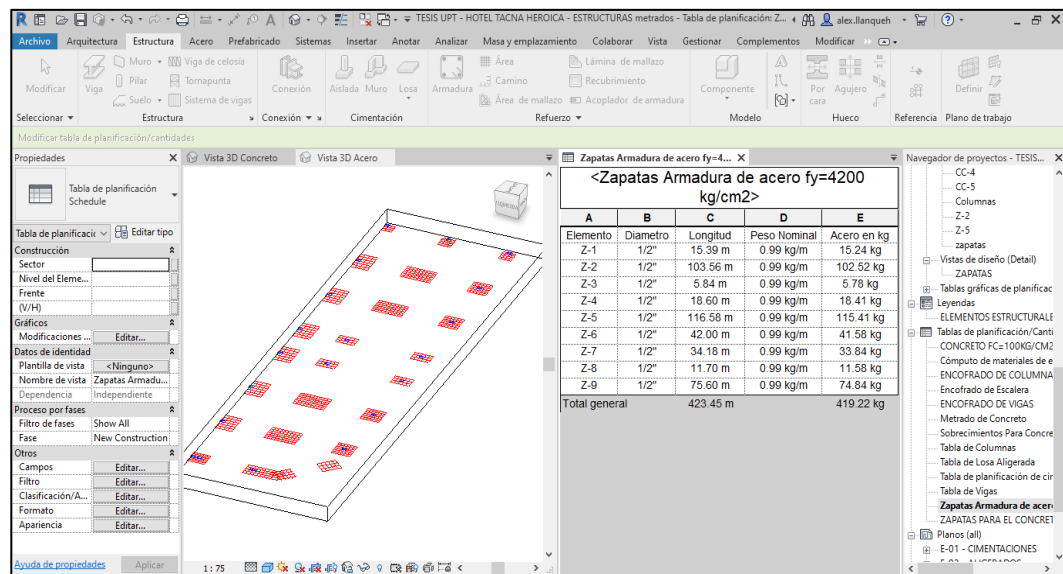 TESIS UPT - HOTEL TACNA HEROICA - ESTRUCTURAS metrados - Tabla de planificación: Z... alex.llanqueh
Archivo Arquitectura Estructura Acero Prefabricado Sistemas Insertar Anotar Analizar Masa y emplazamiento Colaborar Vista Gestionar Complementos Modificar
Muro Viga de celosía Área Lámina de mallazo
Pilar Tornapunta Camino Recubrimiento
Modificar Viga Suelo Sistema de vigas Conexión Aislada Muro Losa Armadura Área de mallazo Acoplador de armadura Componente Por cara Agujero Definir
Seleccionar Estructura Conexión Cimentación Refuerzo Modelo Hueco Referencia Plano de trabajo
Modificar tabla de planificación/cantidades
Propiedades
Tabla de planificación
Schedule
Tabla de planificació Editar tipo
Construcción
Sector
Nivel del Eleme...
Frente
(V/H)
Gráficos
Modificaciones ... Editar...
Datos de identidad
Plantilla de vista <Ninguno>
Nombre de vista Zapatas Armadu...
Dependencia Independiente
Proceso por fases
Filtro de fases Show All
Fase New Construction
Otros
Campos Editar...
Filtro Editar...
Clasificación/A... Editar...
Formato Editar...
Apariencia Editar...
Ayuda de propiedades Aplicar
Vista 3D Concreto Vista 3D Acero
1 : 75
Zapatas Armadura de acero fy=4...
<Zapatas Armadura de acero fy=4200
kg/cm2>
A B C D E
Elemento Diametro Longitud Peso Nominal Acero en kg
Z-1 1/2" 15.39 m 0.99 kg/m 15.24 kg
Z-2 1/2" 103.56 m 0.99 kg/m 102.52 kg
Z-3 1/2" 5.84 m 0.99 kg/m 5.78 kg
Z-4 1/2" 18.60 m 0.99 kg/m 18.41 kg
Z-5 1/2" 116.58 m 0.99 kg/m 115.41 kg
Z-6 1/2" 42.00 m 0.99 kg/m 41.58 kg
Z-7 1/2" 34.18 m 0.99 kg/m 33.84 kg
Z-8 1/2" 11.70 m 0.99 kg/m 11.58 kg
Z-9 1/2" 75.60 m 0.99 kg/m 74.84 kg
Total general 423.45 m 419.22 kg
Navegador de proyectos - TESIS...
CC-4
CC-5
Columnas
Z-2
Z-5
zapatas
Vistas de diseño (Detail)
ZAPATAS
Tablas gráficas de planificac
Leyendas
ELEMENTOS ESTRUCTURALE
Tablas de planificación/Canti
CONCRETO FC=100KG/CM2
Cómputo de materiales de e
ENCOFRADO DE COLUMNA
Encofrado de Escalera
ENCOFRADO DE VIGAS
Metrado de Concreto
Sobrecimientos Para Concre
Tabla de Columnas
Tabla de Losa Aligerada
Tabla de planificación de cir
Tabla de Vigas
Zapatas Armadura de acero
ZAPATAS PARA EL CONCRET
Planos (all)
E-01 - CIMENTACIONES